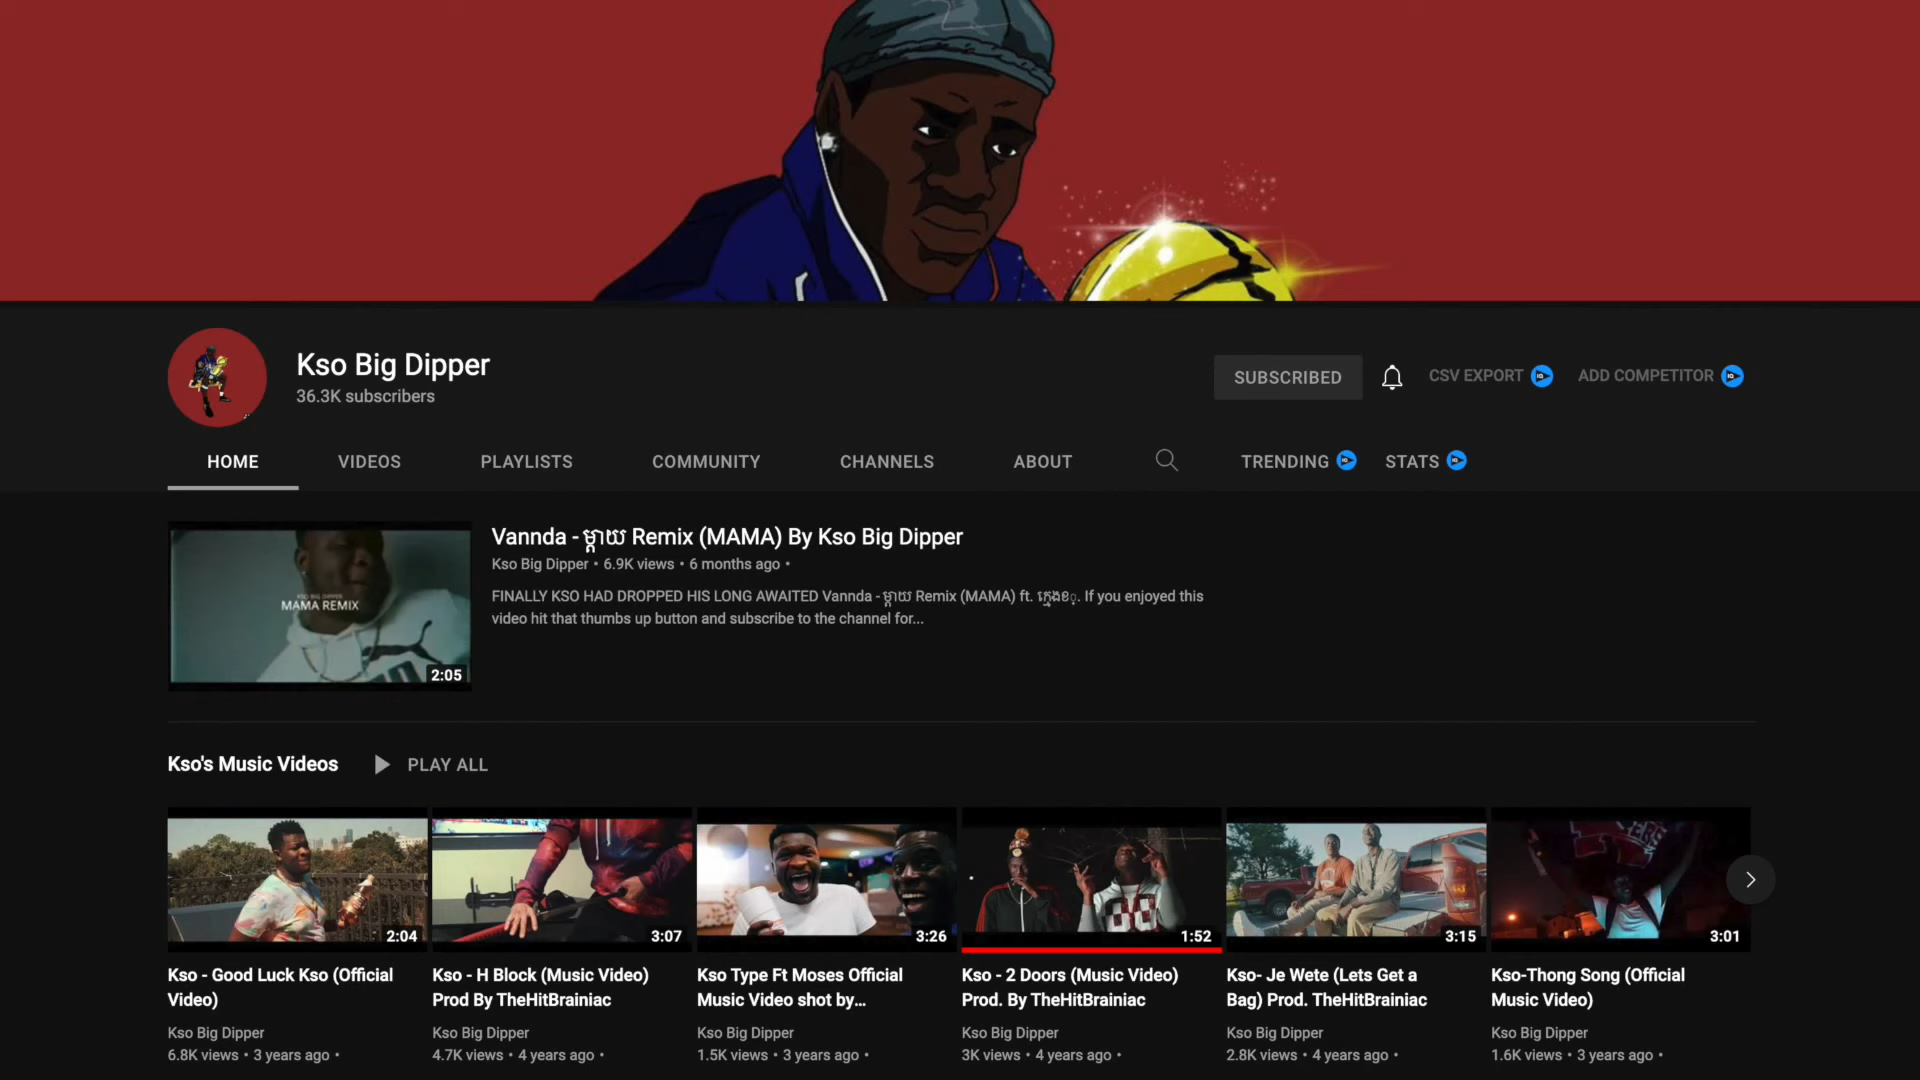 Kso Big Dipper
36.3K subscribers
SUBSCRIBED
CSV EXPORT
ADD COMPETITOR
HOME VIDEOS PLAYLISTS COMMUNITY CHANNELS ABOUT TRENDING STATS
Vannda - ម្តាយ Remix (MAMA) By Kso Big Dipper
Kso Big Dipper • 6.9K views • 6 months ago •
FINALLY KSO HAD DROPPED HIS LONG AWAITED Vannda - ម្តាយ Remix (MAMA) ft. If you enjoyed this
video hit that thumbs up button and subscribe to the channel for...
KSO BIG DIPPER
MAMA REMIX
2:05
Kso's Music Videos PLAY ALL
2:04
Kso - Good Luck Kso (Official
Video)
Kso Big Dipper
6.8K views • 3 years ago •
3:07
Kso - H Block (Music Video)
Prod By TheHitBrainiac
Kso Big Dipper
4.7K views • 4 years ago •
3:26
Kso Type Ft Moses Official
Music Video shot by...
Kso Big Dipper
1.5K views • 3 years ago •
1:52
Kso - 2 Doors (Music Video)
Prod. By TheHitBrainiac
Kso Big Dipper
3K views • 4 years ago •
3:15
Kso- Je Wete (Lets Get a
Bag) Prod. TheHitBrainiac
Kso Big Dipper
2.8K views • 4 years ago •
3:01
Kso-Thong Song (Official
Music Video)
Kso Big Dipper
1.6K views • 3 years ago •